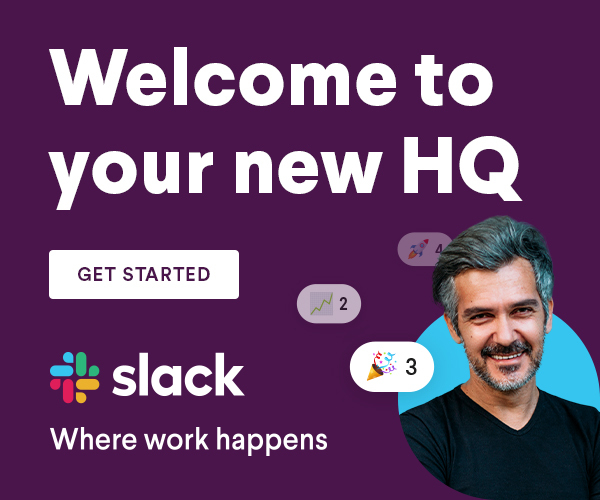 Welcome to
your new HQ
GET STARTED
4
2
3
slack
Where work happens